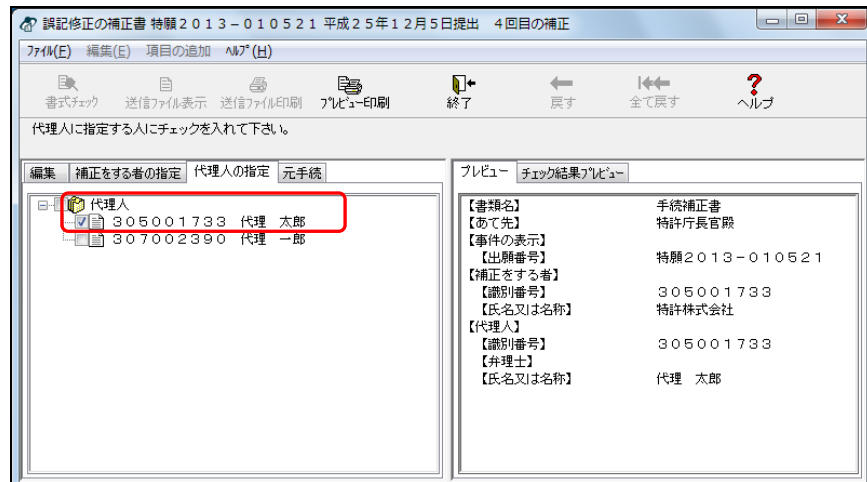 誤記修正の補正書 特願２０１３－０１０５２１ 平成２５年１２月５日提出 ４回目の補正
ﾌｧｲﾙ(F) 編集(E) 項目の追加 ﾍﾙﾌﾟ(H)
書式ﾁｪｯｸ 送信ﾌｧｲﾙ表示 送信ﾌｧｲﾙ印刷 ﾌﾟﾚﾋﾞｭｰ印刷 終了 戻す 全て戻す ヘルプ
代理人に指定する人にチェックを入れて下さい。
編集 補正をする者の指定 代理人の指定 元手続
代理人
３０５００１７３３ 代理 太郎
３０７００２３９０ 代理 一郎
プレビュー チェック結果ﾌﾟﾚﾋﾞｭｰ
【書類名】 手続補正書
【あて先】 特許庁長官殿
【事件の表示】
【出願番号】 特願２０１３－０１０５２１
【補正をする者】
【識別番号】 ３０５００１７３３
【氏名又は名称】 特許株式会社
【代理人】
【識別番号】 ３０５００１７３３
【弁理士】
【氏名又は名称】 代理 太郎